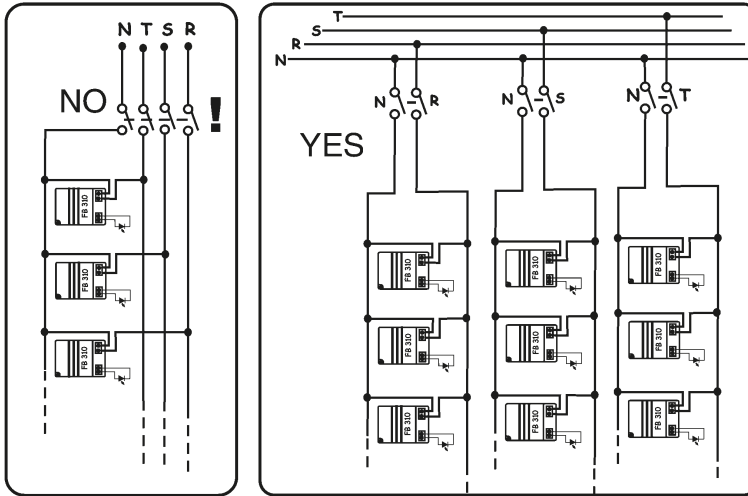 N T S R
NO !
FB 310
FB 310
FB 310
T
S
R
N
N R N S N T
YES
FB 310 FB 310 FB 310
FB 310 FB 310 FB 310
FB 310 FB 310 FB 310